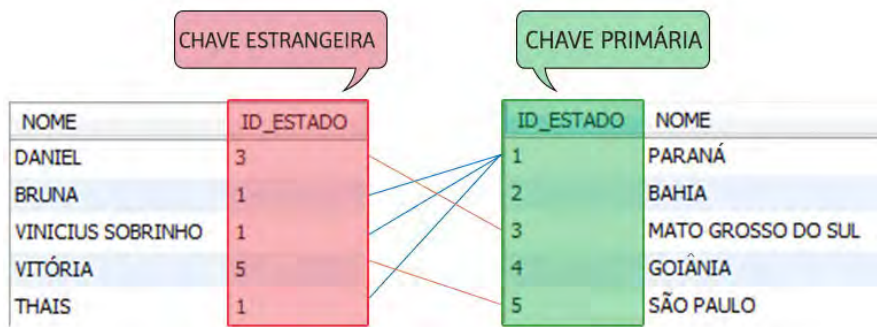 CHAVE ESTRANGEIRA
CHAVE PRIMÁRIA
NOME ID_ESTADO
DANIEL 3
BRUNA 1
VINICIUS SOBRINHO 1
VITÓRIA 5
THAIS 1
ID_ESTADO NOME
1 PARANÁ
2 BAHIA
3 MATO GROSSO DO SUL
4 GOIÂNIA
5 SÃO PAULO